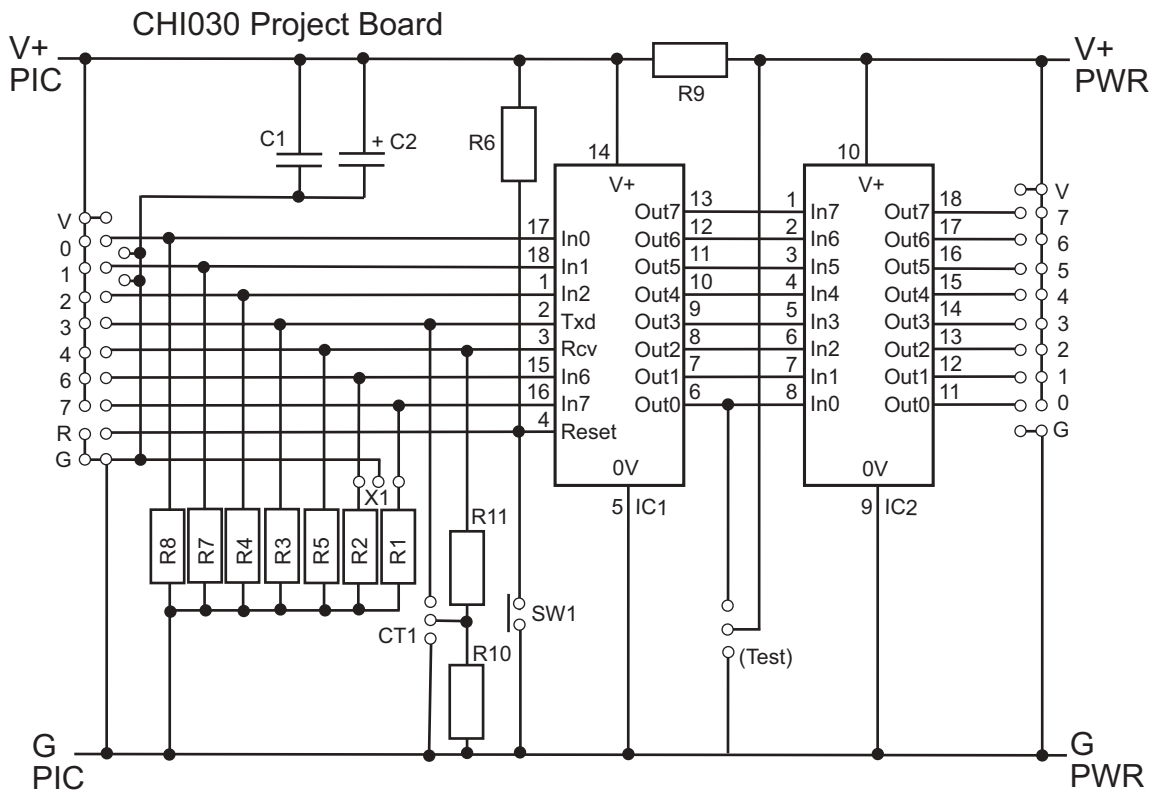 CHI030 Project Board
V+
PIC
V+
PWR
R9
C1
+ C2
R6
14
10
V+
V+
V
0
1
2
3
4
6
7
R
G
17
18
1
2
3
15
16
4
In0
In1
In2
Txd
Rcv
In6
In7
Reset
Out7
Out6
Out5
Out4
Out3
Out2
Out1
Out0
13
12
11
10
9
8
7
6
1
2
3
4
5
6
7
8
In7
In6
In5
In4
In3
In2
In1
In0
Out7
Out6
Out5
Out4
Out3
Out2
Out1
Out0
18
17
16
15
14
13
12
11
V
7
6
5
4
3
2
1
0
G
0V
0V
5 IC1
9 IC2
X1
R8
R7
R4
R3
R5
R2
R1
R11
CT1
SW1
R10
(Test)
G
PIC
G
PWR